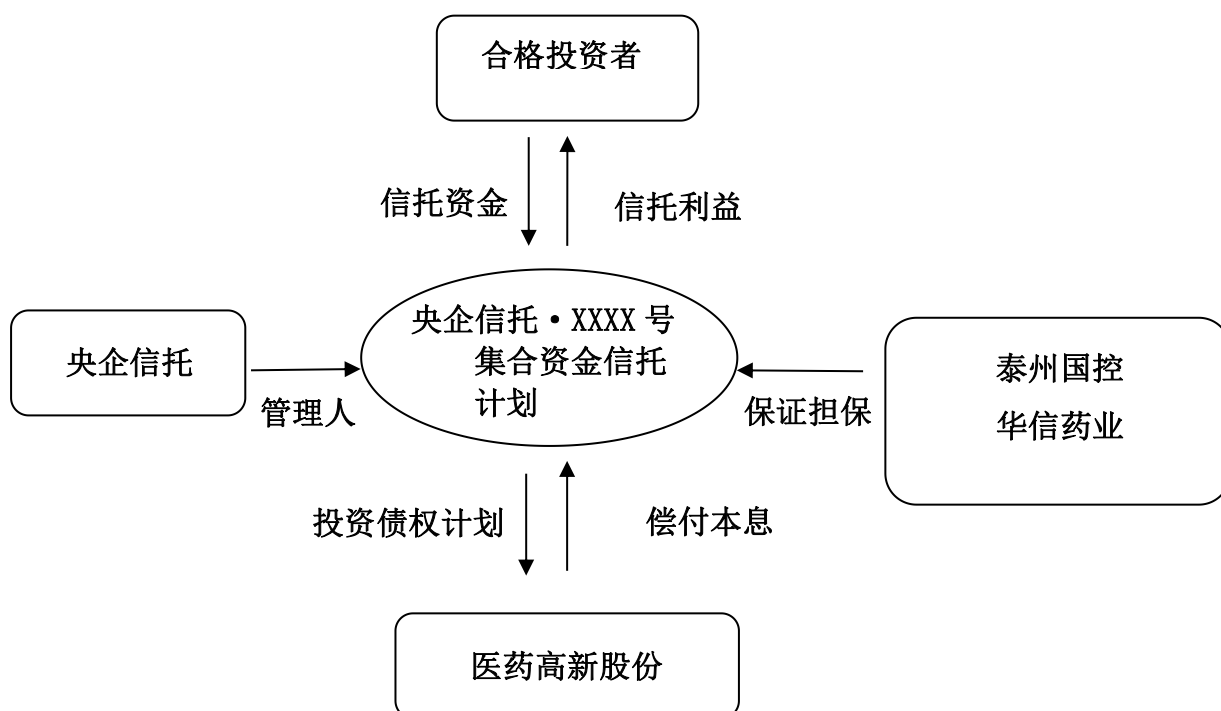 合格投资者
信托资金
信托利益
央企信托·XXXX 号
集合资金信托
计划
央企信托
管理人
泰州国控
华信药业
保证担保
投资债权计划
偿付本息
医药高新股份